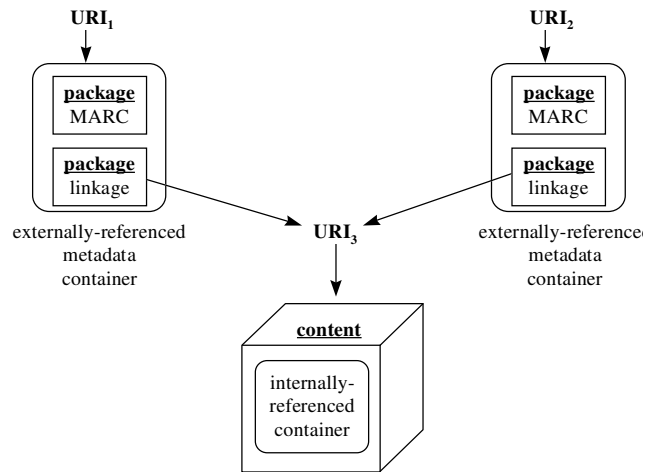 URI1
URI2
package
MARC
package
linkage
externally-referenced
metadata
container
package
MARC
package
linkage
externally-referenced
metadata
container
URI3
content
internally-
referenced
container